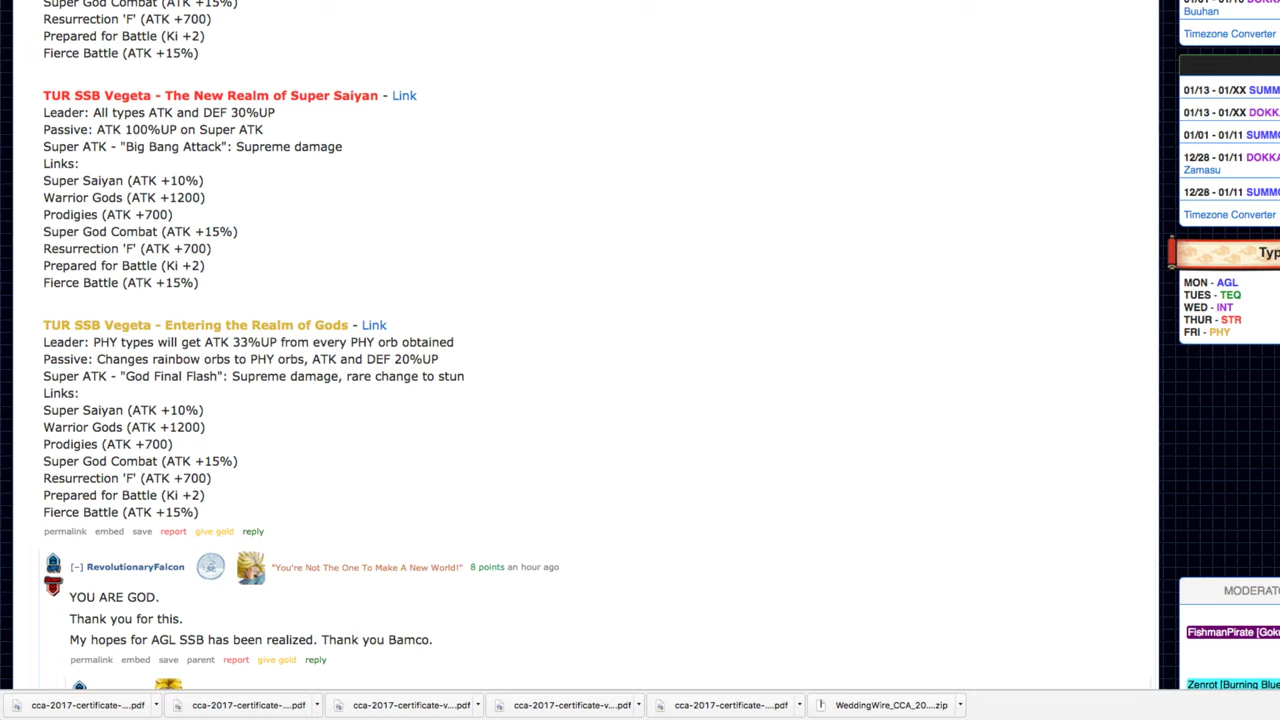 Super God Combat (ATK +15%)
Resurrection 'F' (ATK +700)
Prepared for Battle (Ki +2)
Fierce Battle (ATK +15%)
TUR SSB Vegeta - The New Realm of Super Saiyan - Link
Leader: All types ATK and DEF 30%UP
Passive: ATK 100%UP on Super ATK
Super ATK - "Big Bang Attack": Supreme damage
Links:
Super Saiyan (ATK +10%)
Warrior Gods (ATK +1200)
Prodigies (ATK +700)
Super God Combat (ATK +15%)
Resurrection 'F' (ATK +700)
Prepared for Battle (Ki +2)
Fierce Battle (ATK +15%)
TUR SSB Vegeta - Entering the Realm of Gods - Link
Leader: PHY types will get ATK 33%UP from every PHY orb obtained
Passive: Changes rainbow orbs to PHY orbs, ATK and DEF 20%UP
Super ATK - "God Final Flash": Supreme damage, rare change to stun
Links:
Super Saiyan (ATK +10%)
Warrior Gods (ATK +1200)
Prodigies (ATK +700)
Super God Combat (ATK +15%)
Resurrection 'F' (ATK +700)
Prepared for Battle (Ki +2)
Fierce Battle (ATK +15%)
permalink embed save report give gold reply
[-] RevolutionaryFalcon "You're Not The One To Make A New World!" 8 points an hour ago
YOU ARE GOD.
Thank you for this.
My hopes for AGL SSB has been realized. Thank you Bamco.
permalink embed save parent report give gold reply
Buuhan
Timezone Converter
01/13 - 01/XX SUMM
01/13 - 01/XX DOKK
01/01 - 01/11 SUMM
12/28 - 01/11 DOKKA
Zamasu
12/28 - 01/11 SUMM
Timezone Converter
Typ
MON - AGL
TUES - TEQ
WED - INT
THUR - STR
FRI - PHY
MODERAT
FishmanPirate [Gok
Zenrot [Burning Blue
cca-2017-certificate-....pdf cca-2017-certificate-....pdf cca-2017-certificate-v....pdf cca-2017-certificate-v....pdf cca-2017-certificate-....pdf WeddingWire_CCA_20....zip